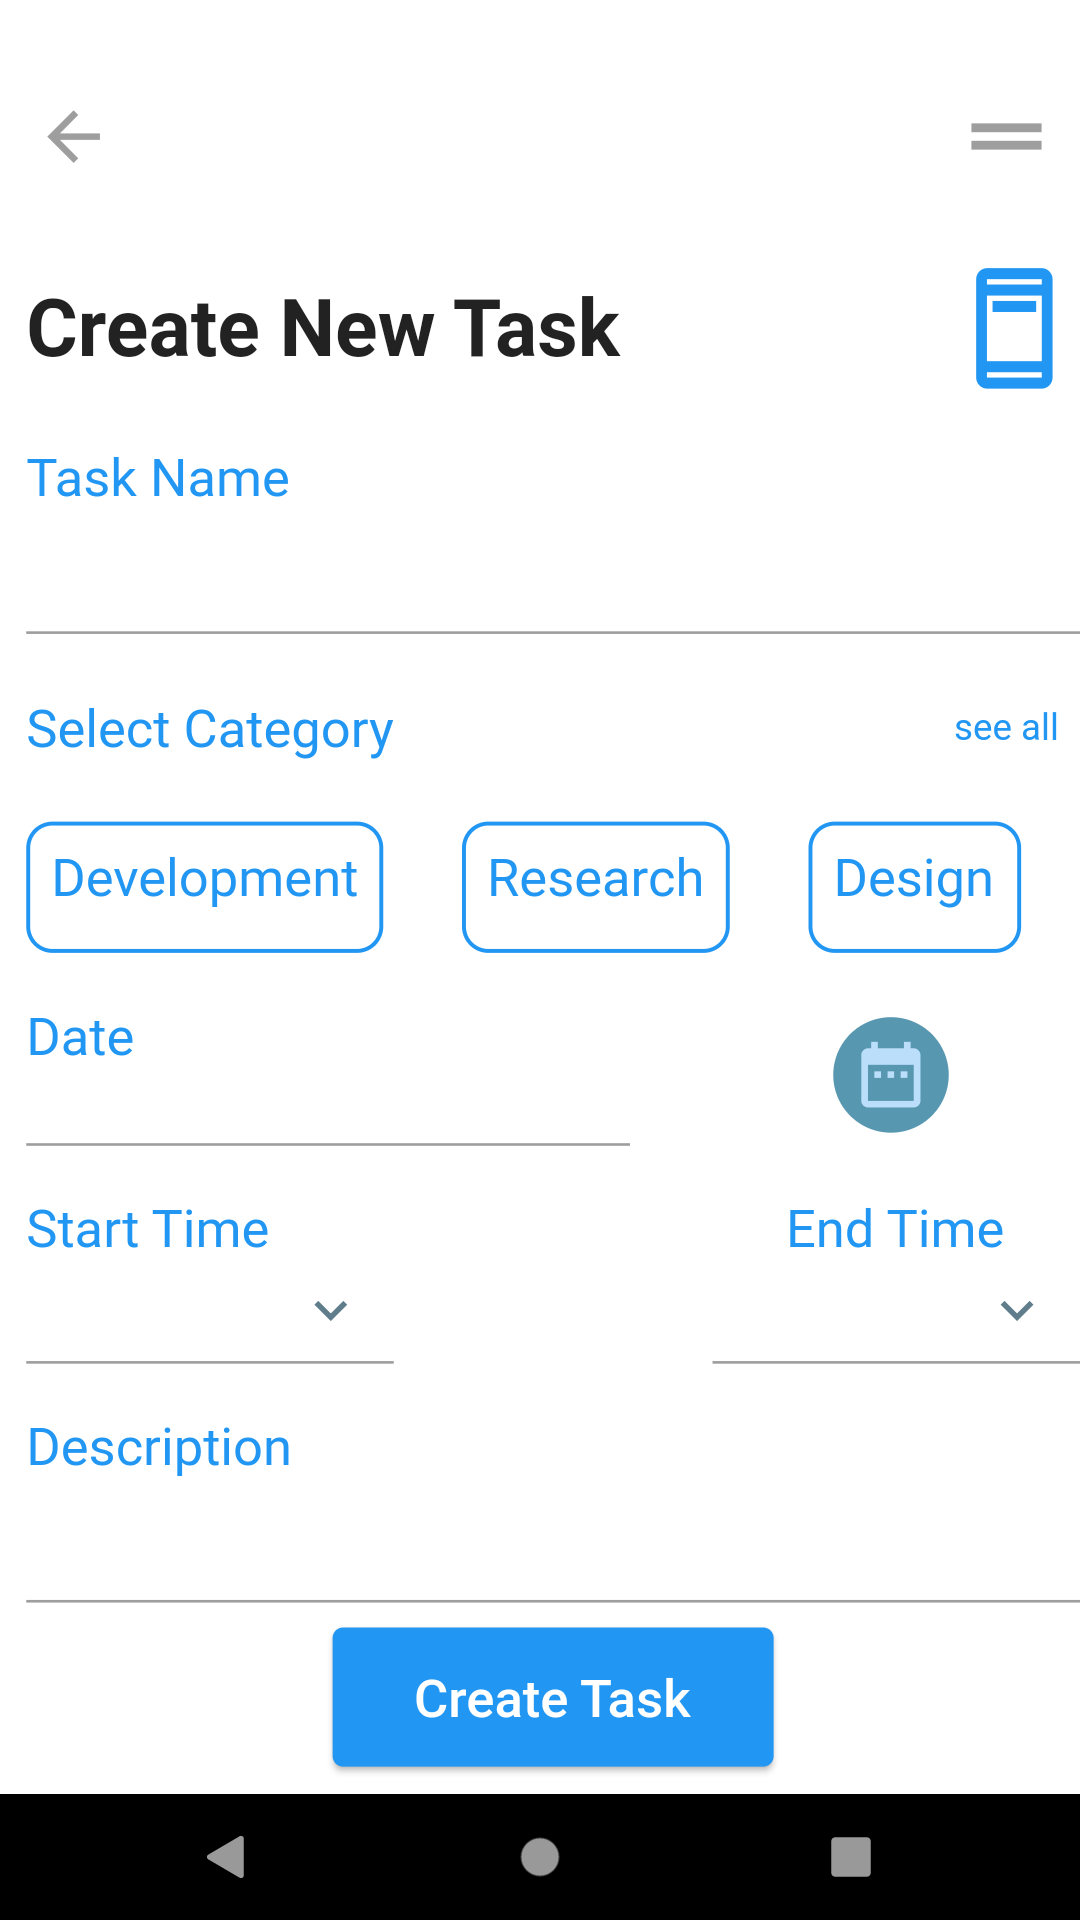 Create New Task
Task Name
Select Category see all
Development Research Design
Date
Start Time End Time
Description
Create Task